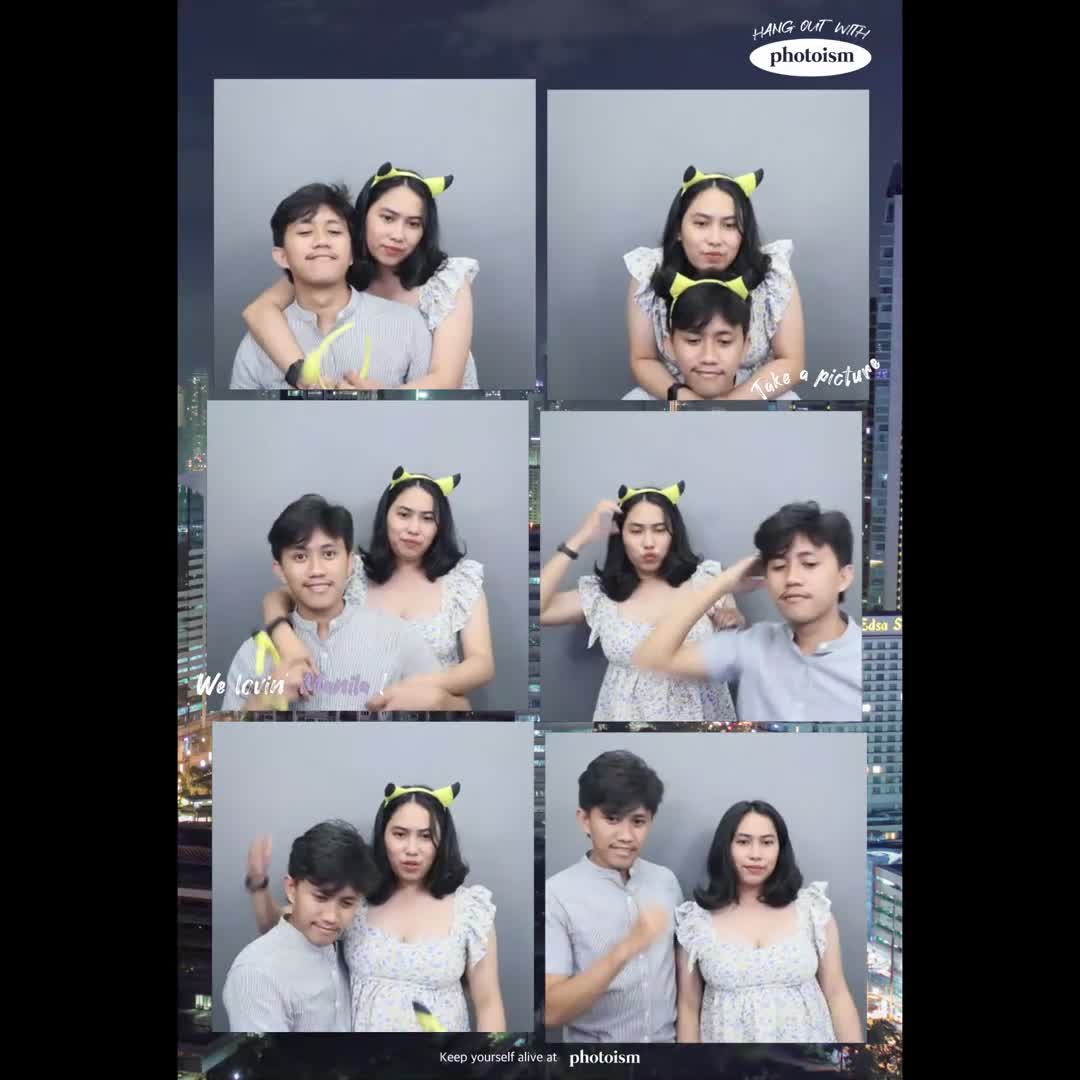 HANG OUT WITH
photoism
Take a picture
We lovin' Manila !
Edsa S
Keep yourself alive at photoism